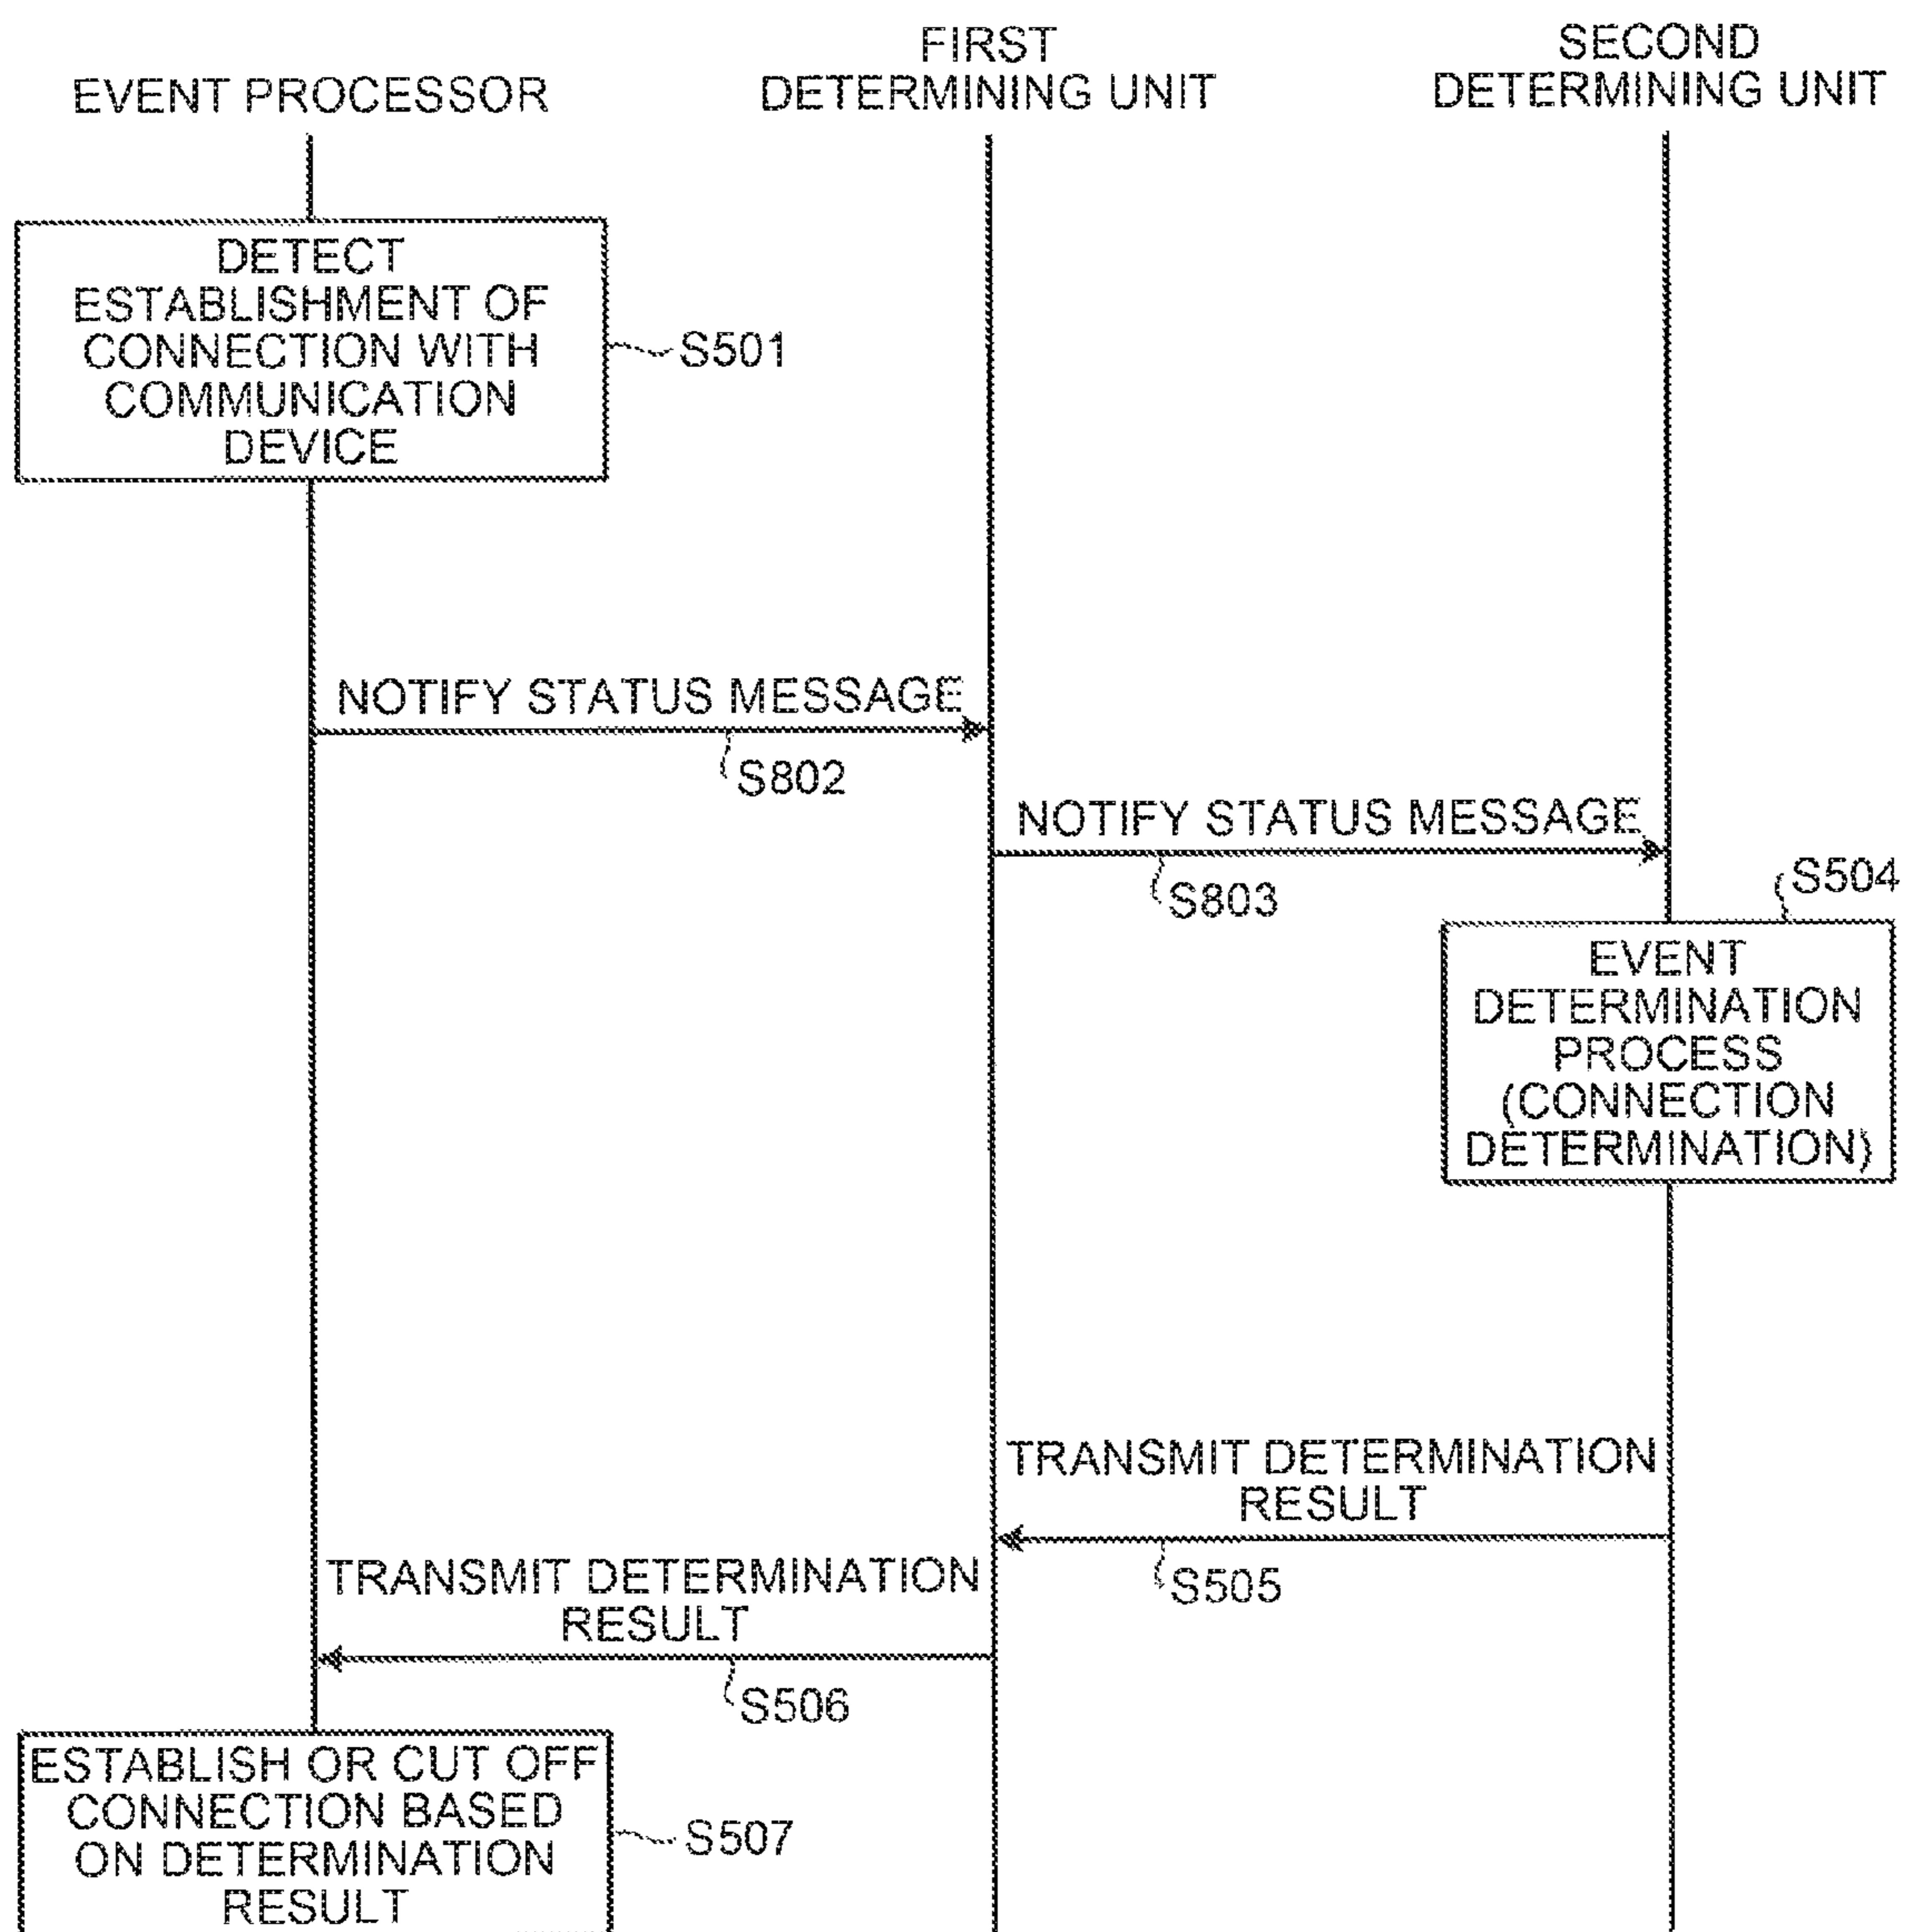 EVENT PROCESSOR
FIRST
DETERMINING UNIT
SECOND
DETERMINING UNIT
DETECT
ESTABLISHMENT OF
CONNECTION WITH
COMMUNICATION
DEVICE
S501
NOTIFY STATUS MESSAGE
S802
NOTIFY STATUS MESSAGE
S803
S504
EVENT
DETERMINATION
PROCESS
(CONNECTION
DETERMINATION)
TRANSMIT DETERMINATION
RESULT
S505
TRANSMIT DETERMINATION
RESULT
S506
ESTABLISH OR CUT OFF
CONNECTION BASED
ON DETERMINATION
RESULT
S507